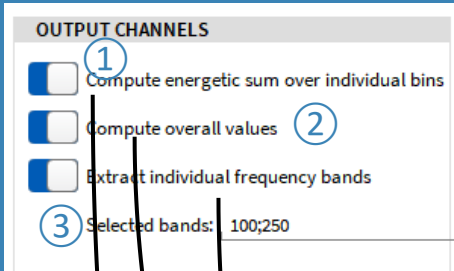 OUTPUT CHANNELS
①
Compute energetic sum over individual bins
Compute overall values ②
Extract individual frequency bands
③ Selected bands: 100;250